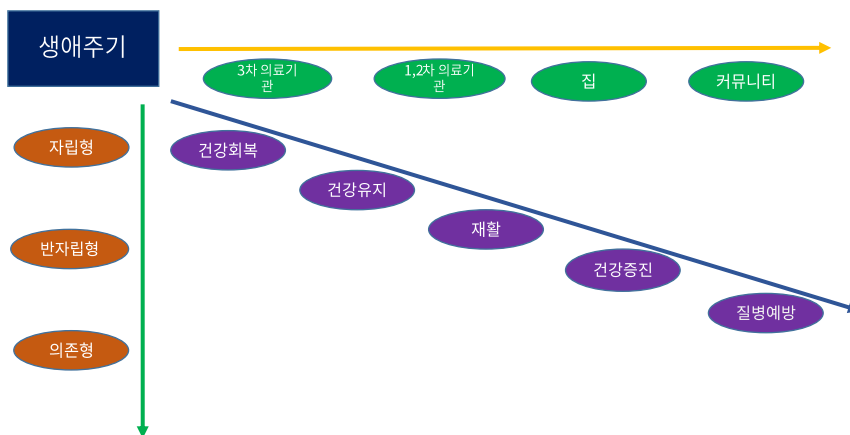 생애주기
3차 의료기
관
1,2차 의료기
관
집
커뮤니티
자립형
건강회복
건강유지
재활
반자립형
건강증진
질병예방
의존형